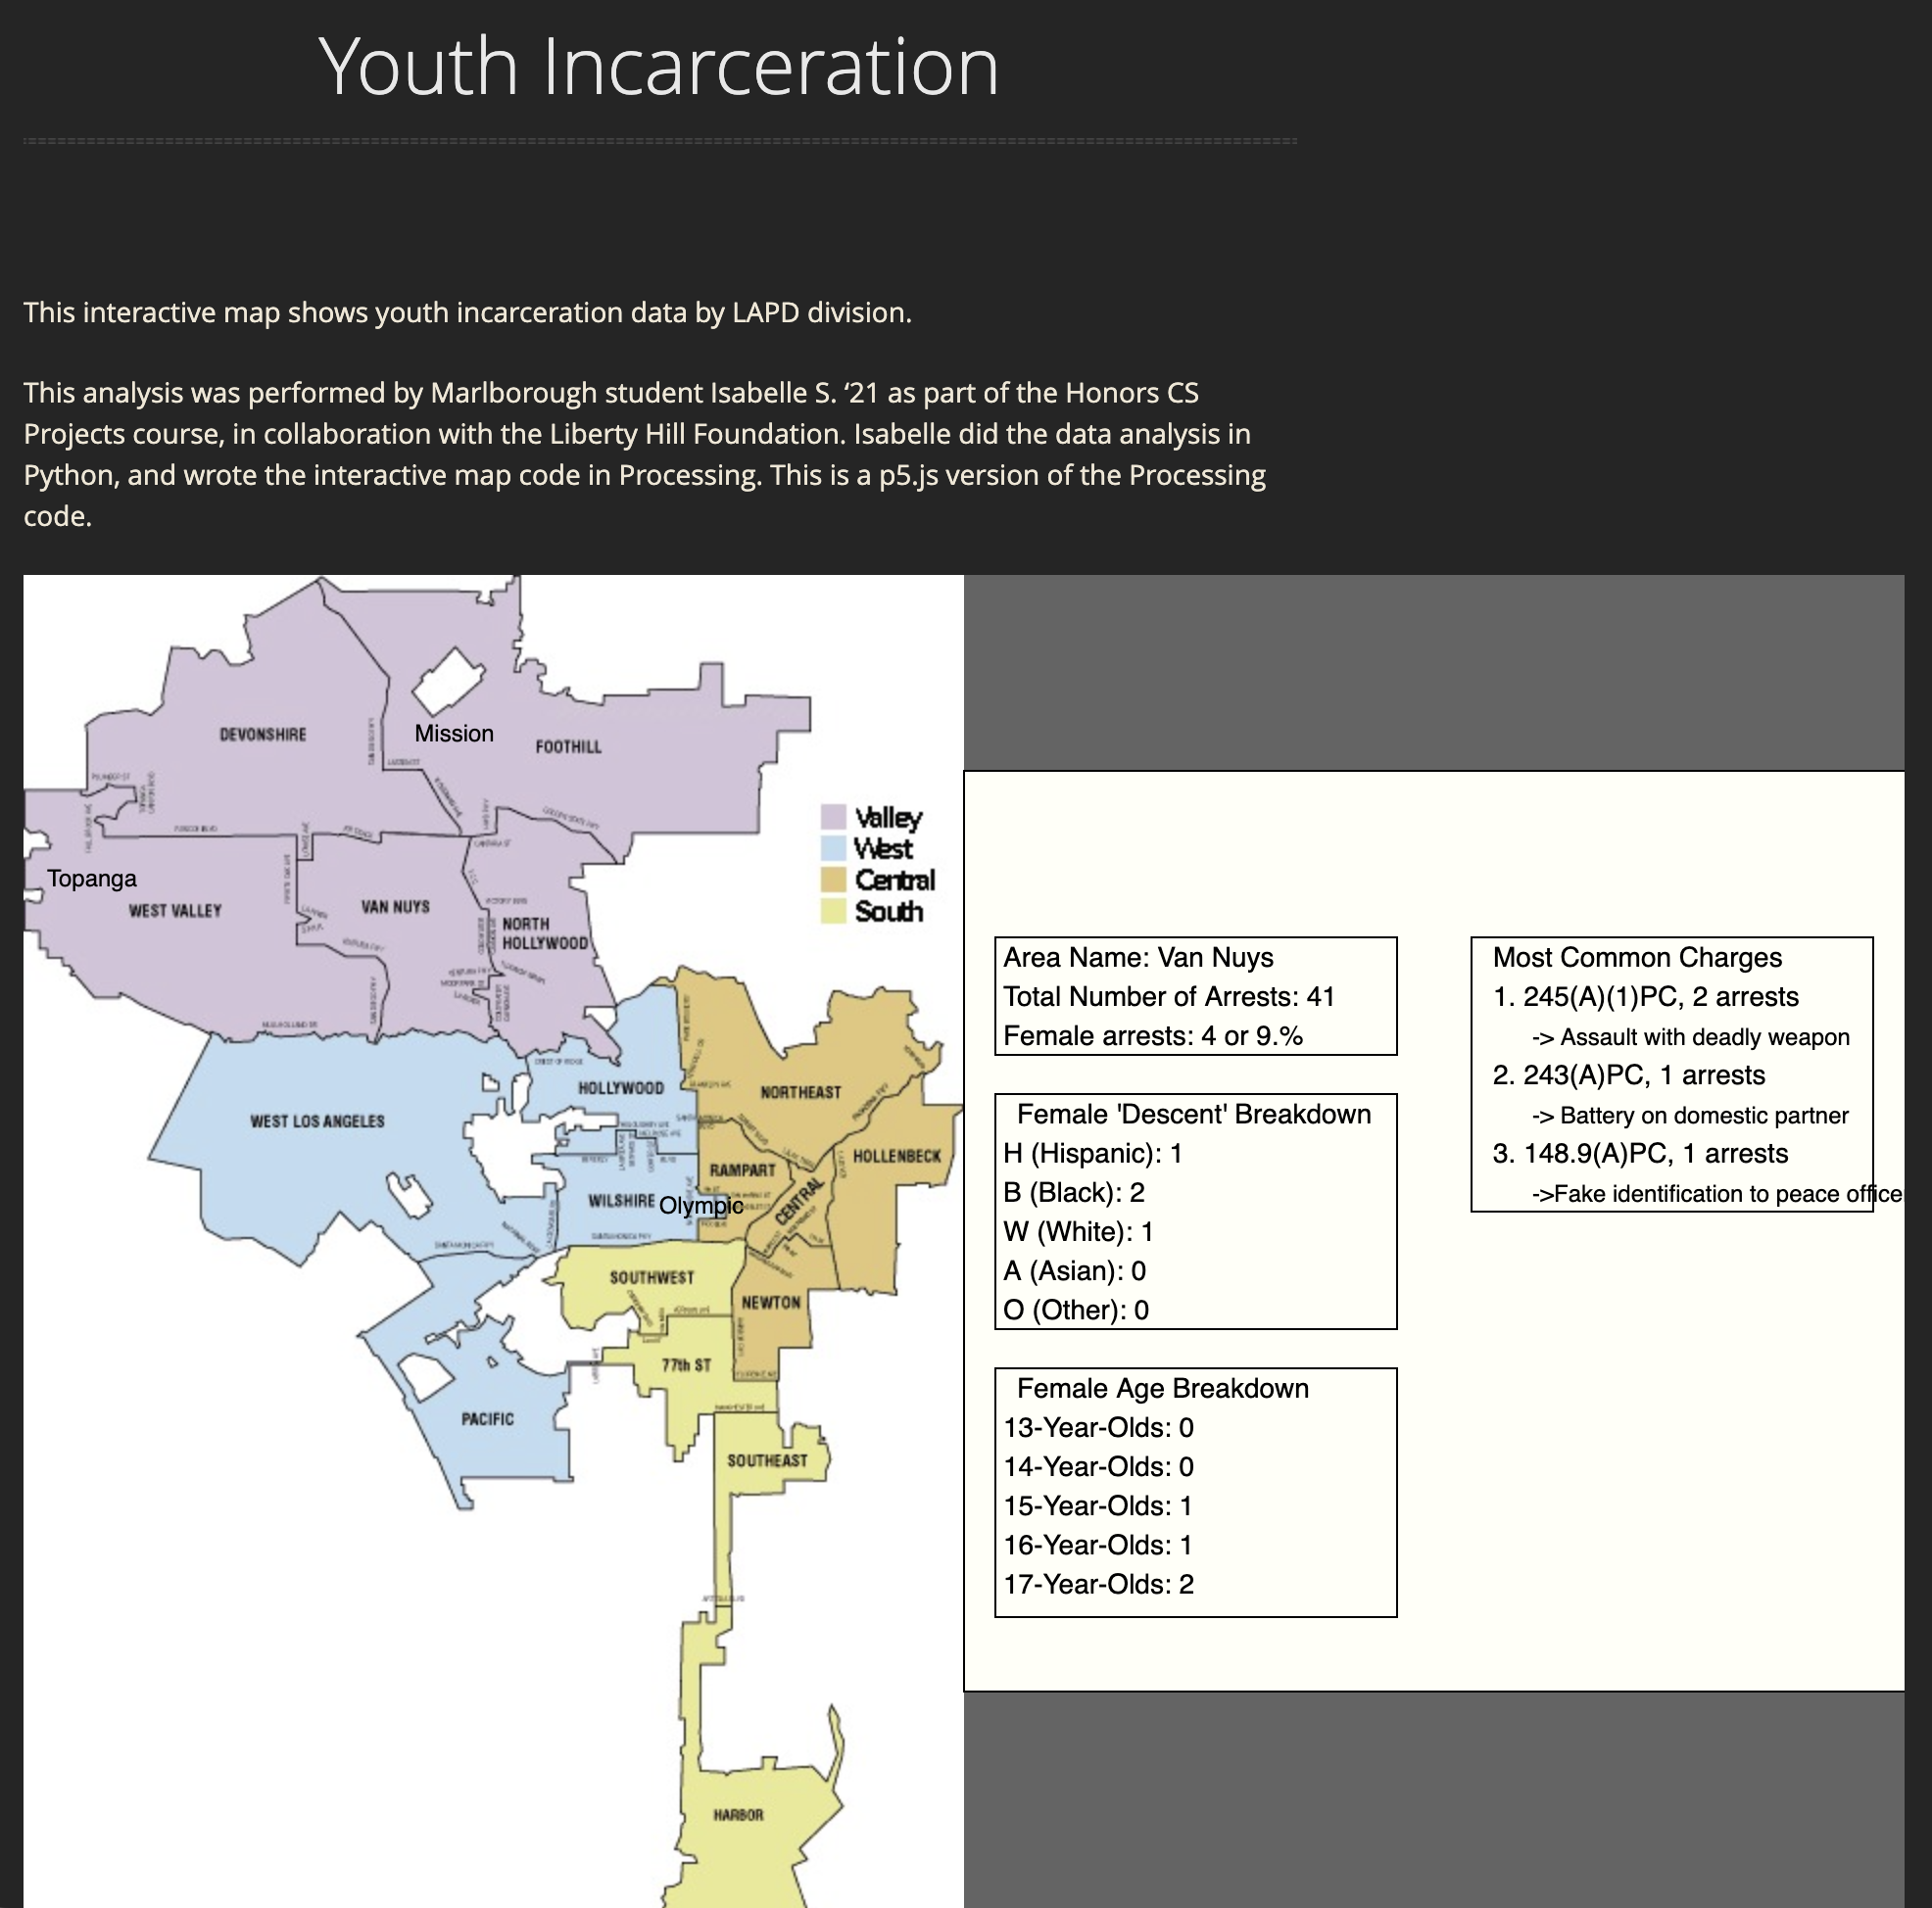 Youth Incarceration
This interactive map shows youth incarceration data by LAPD division.
This analysis was performed by Marlborough student Isabelle S. ‘21 as part of the Honors CS
Projects course, in collaboration with the Liberty Hill Foundation. Isabelle did the data analysis in
Python, and wrote the interactive map code in Processing. This is a p5.js version of the Processing
code.
DEVONSHIRE
Mission
FOOTHILL
Topanga
WEST VALLEY
VAN NUYS
NORTH
HOLLYWOOD
Valley
West
Central
South
HOLLYWOOD
NORTHEAST
WEST LOS ANGELES
RAMPART
HOLLENBECK
WILSHIRE
Olympic
CENTRAL
SOUTHWEST
NEWTON
77th ST
PACIFIC
SOUTHEAST
HARBOR
Area Name: Van Nuys
Total Number of Arrests: 41
Female arrests: 4 or 9.%
Female 'Descent' Breakdown
H (Hispanic): 1
B (Black): 2
W (White): 1
A (Asian): 0
O (Other): 0
Female Age Breakdown
13-Year-Olds: 0
14-Year-Olds: 0
15-Year-Olds: 1
16-Year-Olds: 1
17-Year-Olds: 2
Most Common Charges
1. 245(A)(1)PC, 2 arrests
-> Assault with deadly weapon
2. 243(A)PC, 1 arrests
-> Battery on domestic partner
3. 148.9(A)PC, 1 arrests
->Fake identification to peace office